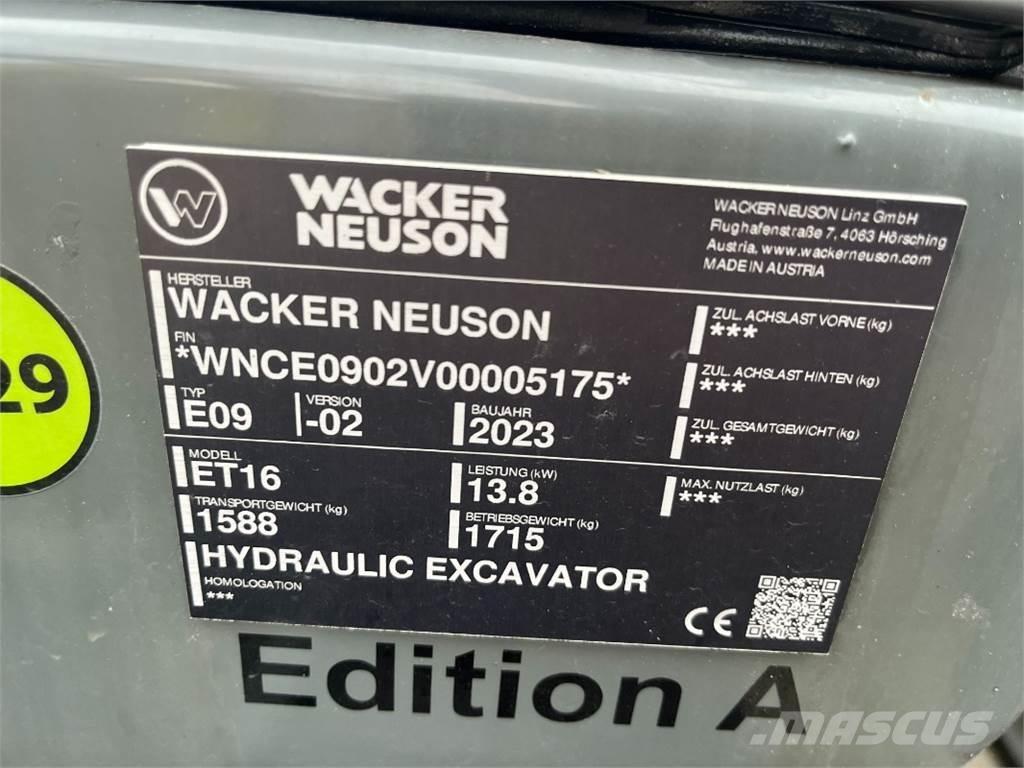 W
WACKER
NEUSON
WACKER NEUSON Linz GmbH
Flughafenstraße 7, 4063 Hörsching
Austria, www.wackerneuson.com
MADE IN AUSTRIA
HERSTELLER
WACKER NEUSON
FIN
*WNCE0902V00005175*
TYP
E09
VERSION
-02
BAUJAHR
2023
MODELL
ET16
LEISTUNG (kW)
13.8
TRANSPORTGEWICHT (kg)
1588
BETRIEBSGEWICHT (kg)
1715
HYDRAULIC EXCAVATOR
HOMOLOGATION
***
ZUL. ACHSLAST VORNE (kg)
***
ZUL. ACHSLAST HINTEN (kg)
***
ZUL. GESAMTGEWICHT (kg)
***
MAX. NUTZLAST (kg)
***
CE
29
Edition A
MASCUS